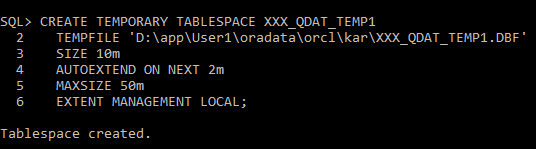 SQL> CREATE TEMPORARY TABLESPACE XXX_QDAT_TEMP1
2 TEMPFILE 'D:\app\User1\oradata\orcl\kar\XXX_QDAT_TEMP1.DBF'
3 SIZE 10m
4 AUTOEXTEND ON NEXT 2m
5 MAXSIZE 50m
6 EXTENT MANAGEMENT LOCAL;
Tablespace created.